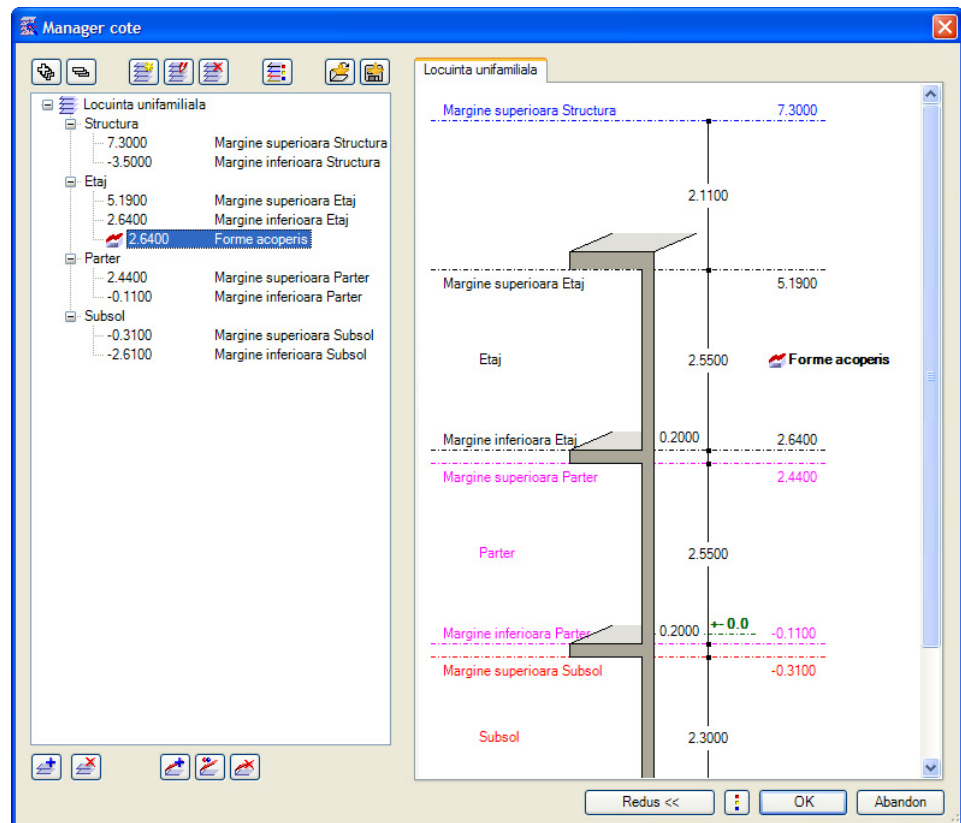 Manager cote
Locuinta unifamiliala
Structura
7.3000 Margine superioara Structura
-3.5000 Margine inferioara Structura
Etaj
5.1900 Margine superioara Etaj
2.6400 Margine inferioara Etaj
2.6400 Forme acoperis
Parter
2.4400 Margine superioara Parter
-0.1100 Margine inferioara Parter
Subsol
-0.3100 Margine superioara Subsol
-2.6100 Margine inferioara Subsol
Locuinta unifamiliala
Margine superioara Structura 7.3000
2.1100
Margine superioara Etaj 5.1900
Etaj 2.5500 Forme acoperis
Margine inferioara Etaj 0.2000 2.6400
Margine superioara Parter 2.4400
Parter 2.5500
+- 0.0
Margine inferioara Parter 0.2000 -0.1100
Margine superioara Subsol -0.3100
Subsol 2.3000
Redus << OK Abandon